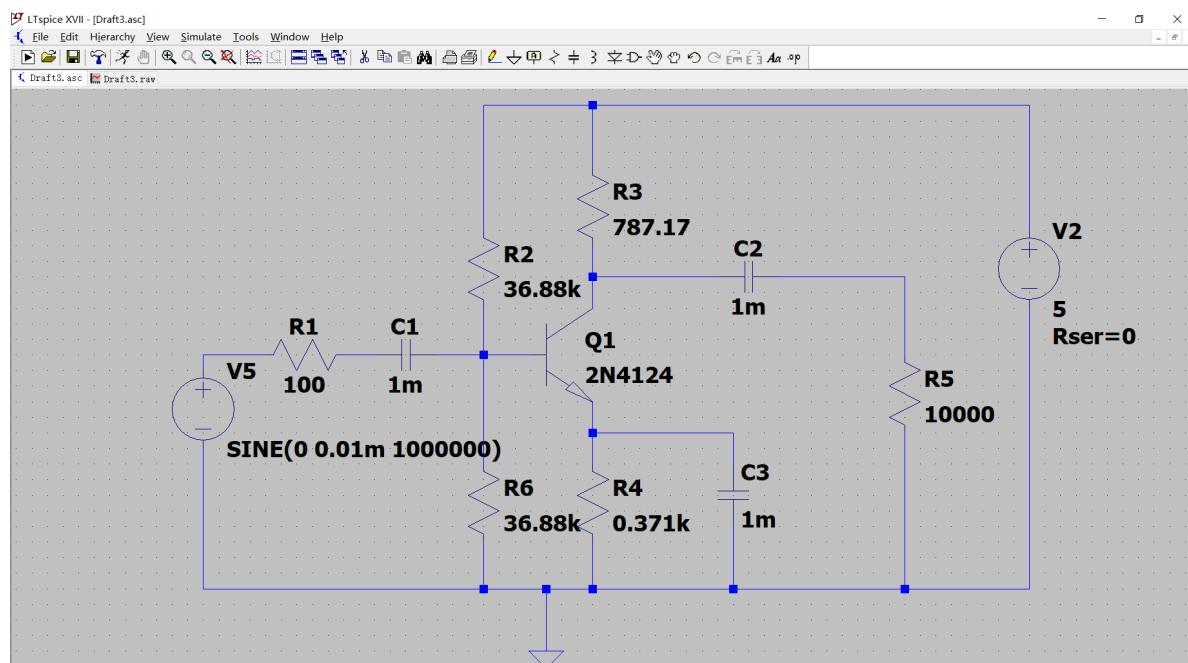 LTspice XVII - [Draft3.asc]
File Edit Hierarchy View Simulate Tools Window Help
Draft3.asc Draft3.raw
R3
787.17
R2
36.88k
C2
1m
V2
5
Rser=0
R1
100
C1
1m
Q1
2N4124
V5
SINE(0 0.01m 1000000)
R5
10000
R6
36.88k
R4
0.371k
C3
1m